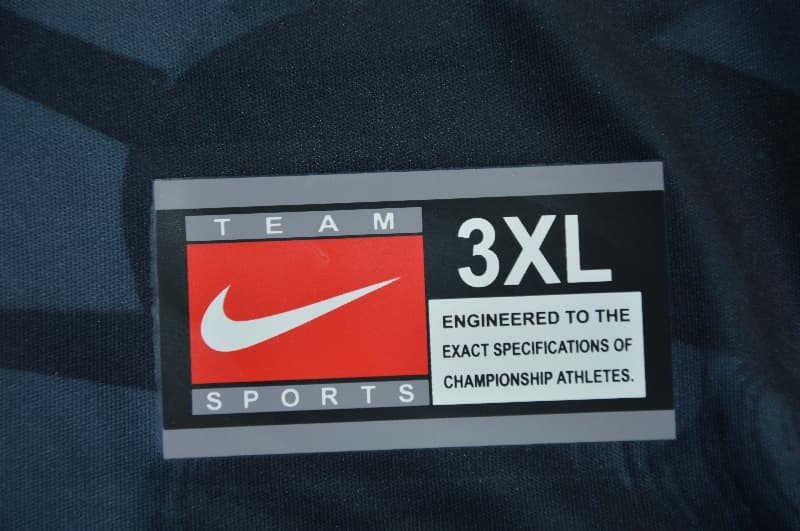 TEAM
SPORTS
3XL
ENGINEERED TO THE
EXACT SPECIFICATIONS OF
CHAMPIONSHIP ATHLETES.